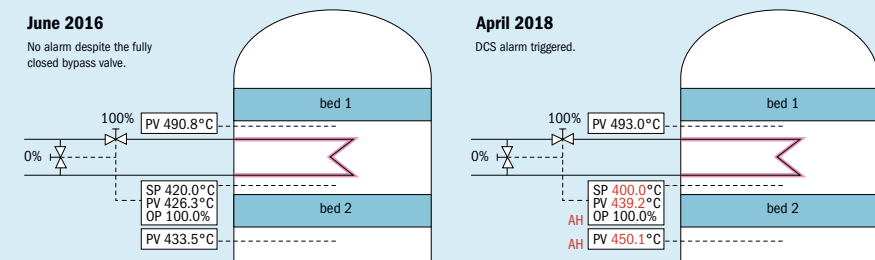 June 2016
No alarm despite the fully
closed bypass valve.
bed 1
100%
PV 490.8°C
0%
SP 420.0°C
PV 426.3°C
OP 100.0%
bed 2
PV 433.5°C
April 2018
DCS alarm triggered.
bed 1
100%
PV 493.0°C
0%
SP 400.0°C
PV 439.2°C
OP 100.0%
AH
bed 2
AH
PV 450.1°C